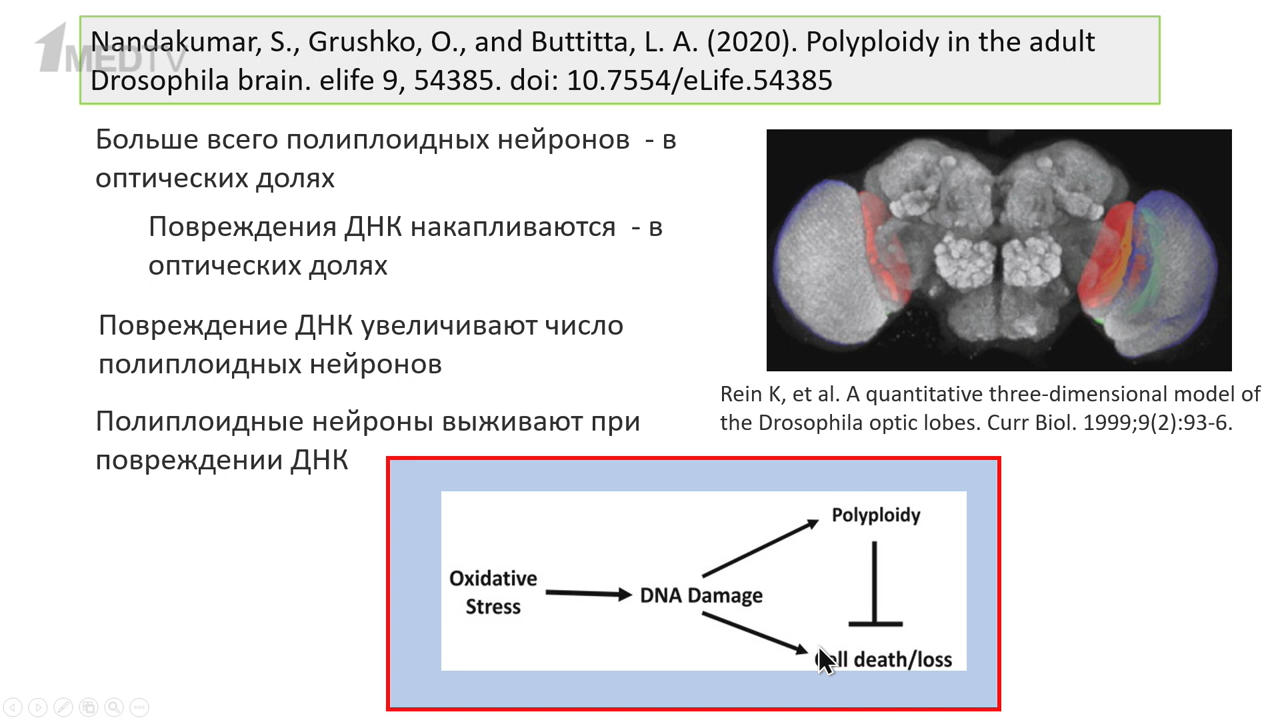 1MEDTV
Nandakumar, S., Grushko, O., and Buttitta, L. A. (2020). Polyploidy in the adult
Drosophila brain. elife 9, 54385. doi: 10.7554/eLife.54385
Больше всего полиплоидных нейронов - в
оптических долях
Повреждения ДНК накапливаются - в
оптических долях
Повреждение ДНК увеличивают число
полиплоидных нейронов
Полиплоидные нейроны выживают при
повреждении ДНК
Rein K, et al. A quantitative three-dimensional model of
the Drosophila optic lobes. Curr Biol. 1999;9(2):93-6.
Polyploidy
Oxidative
Stress
DNA Damage
Cell death/loss